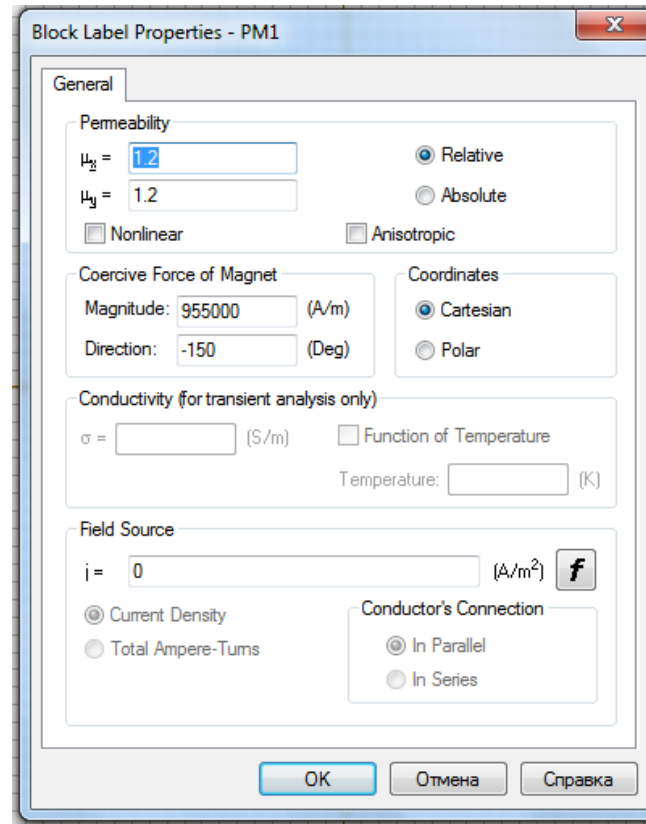 Block Label Properties - PM1
General
Permeability
μx = 1.2
Relative
μy = 1.2
Absolute
Nonlinear
Anisotropic
Coercive Force of Magnet
Coordinates
Magnitude: 955000 (A/m)
Cartesian
Direction: -150 (Deg)
Polar
Conductivity (for transient analysis only)
σ = (S/m)
Function of Temperature
Temperature: (K)
Field Source
j = 0 (A/m²) f
Current Density
Conductor's Connection
Total Ampere-Turns
In Parallel
In Series
OK Отмена Справка